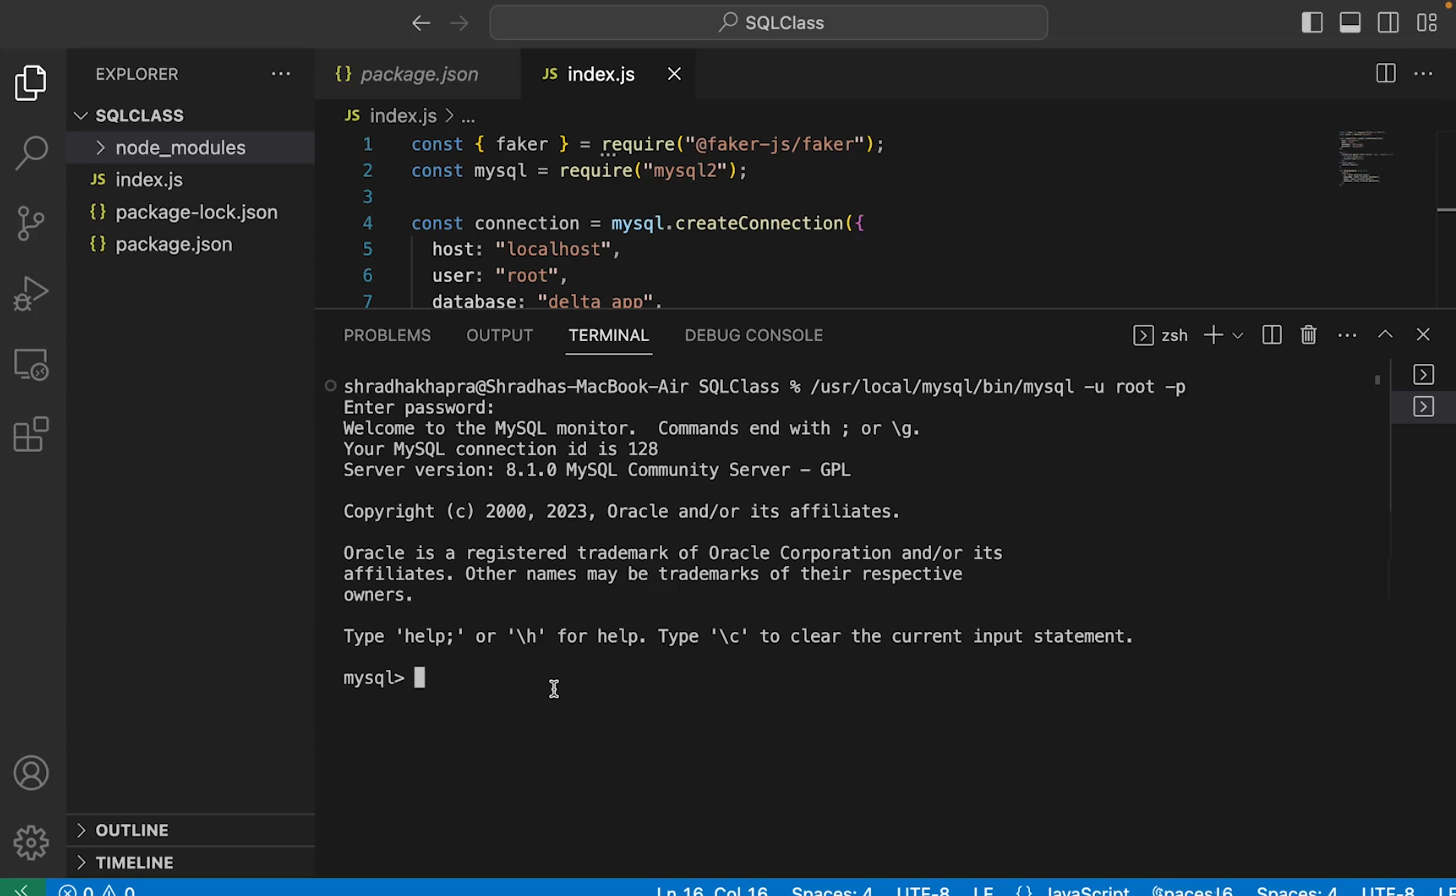 SQLClass
EXPLORER
package.json
JS index.js
SQLCLASS
node_modules
JS index.js
{} package-lock.json
{} package.json
JS index.js > ...
1 const { faker } = require("@faker-js/faker");
2 const mysql = require("mysql2");
3
4 const connection = mysql.createConnection({
5 host: "localhost",
6 user: "root",
7 database: "delta_app",
PROBLEMS OUTPUT TERMINAL DEBUG CONSOLE
zsh
shradhakhapra@Shradhas-MacBook-Air SQLClass % /usr/local/mysql/bin/mysql -u root -p
Enter password:
Welcome to the MySQL monitor.  Commands end with ; or \g.
Your MySQL connection id is 128
Server version: 8.1.0 MySQL Community Server - GPL
Copyright (c) 2000, 2023, Oracle and/or its affiliates.
Oracle is a registered trademark of Oracle Corporation and/or its
affiliates. Other names may be trademarks of their respective
owners.
Type 'help;' or '\h' for help. Type '\c' to clear the current input statement.
mysql>
OUTLINE
TIMELINE
0 0 Ln 16, Col 16 Spaces: 4 UTF-8 LF {} JavaScript Spaces: 4 UTF-8 LF